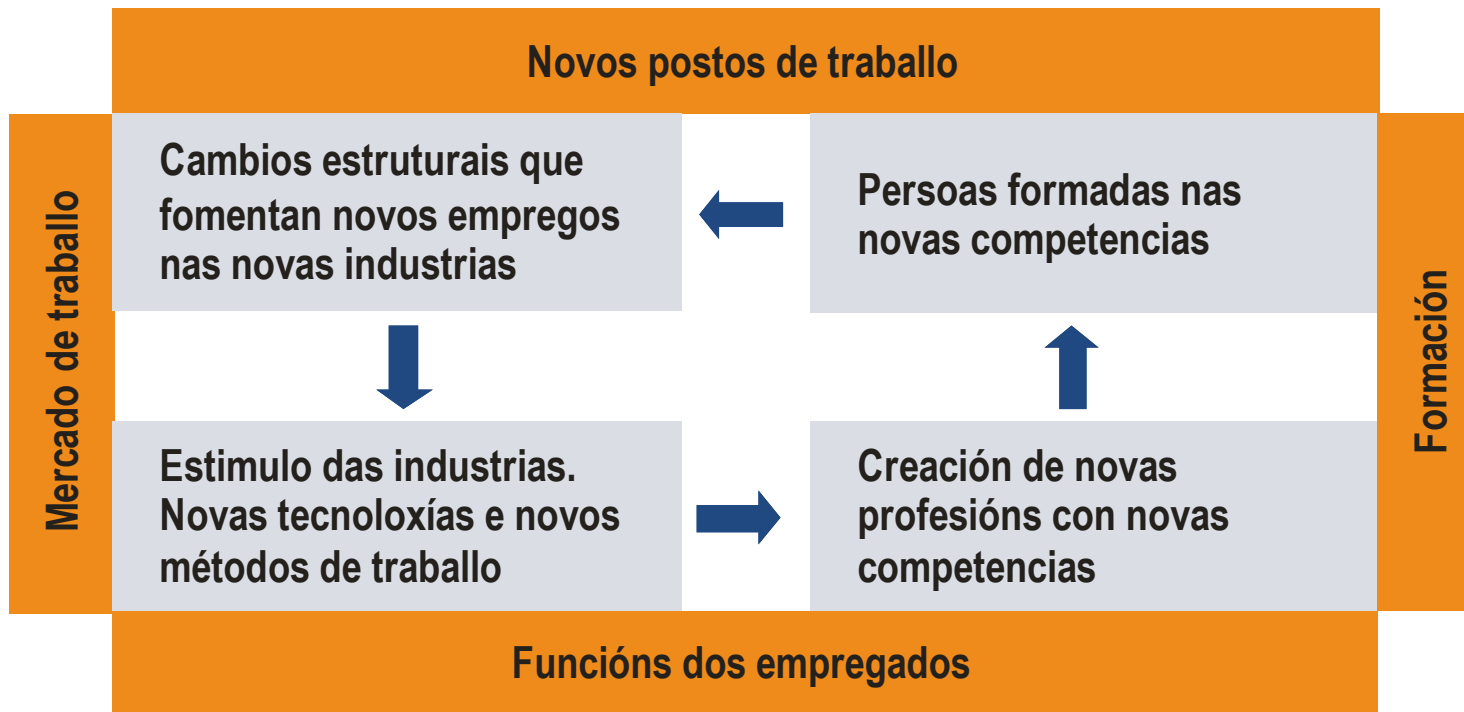 Novos postos de traballo
Mercado de traballo
Cambios estruturais que
fomentan novos empregos
nas novas industrias
Persoas formadas nas
novas competencias
Formación
Estimulo das industrias.
Novas tecnoloxías e novos
métodos de traballo
Creación de novas
profesións con novas
competencias
Funcións dos empregados